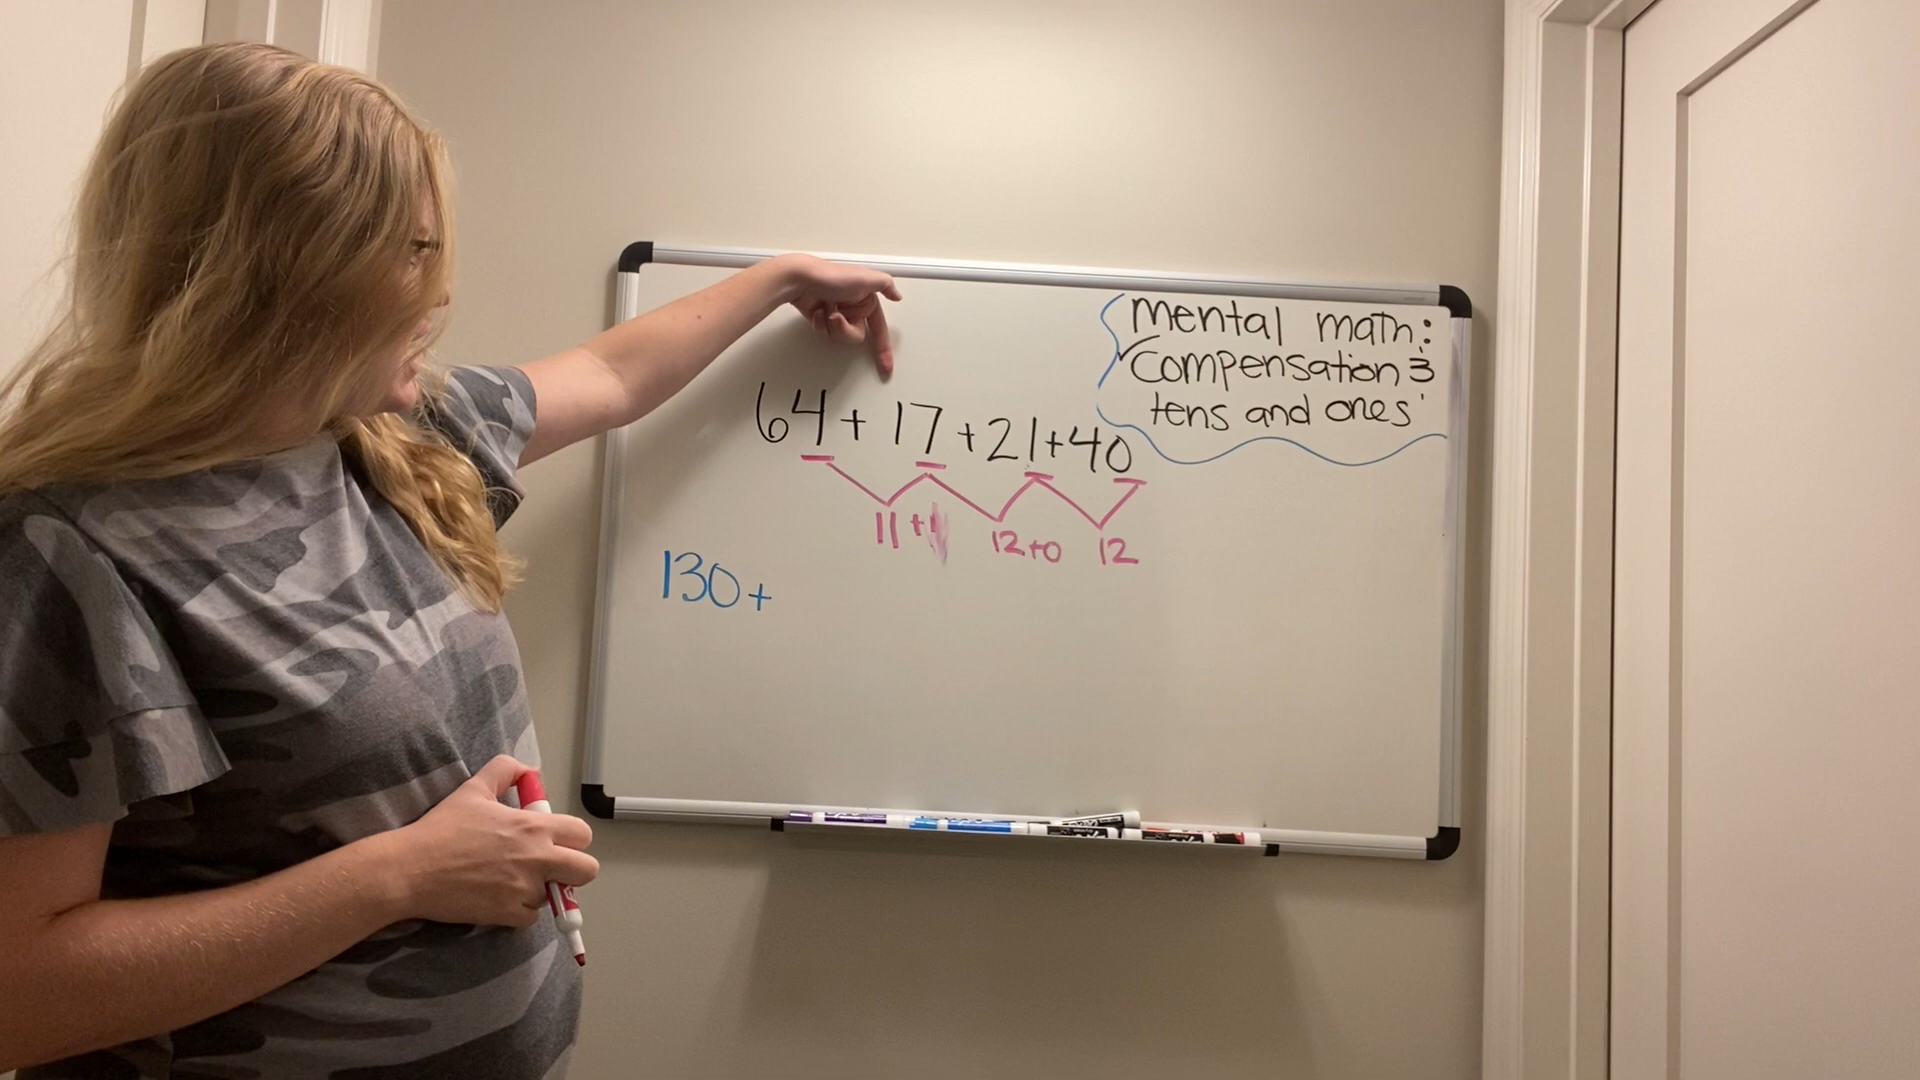 mental math:
✓compensation &
tens and ones
64+ 17 +21+40
11 +1 12+0 12
130+